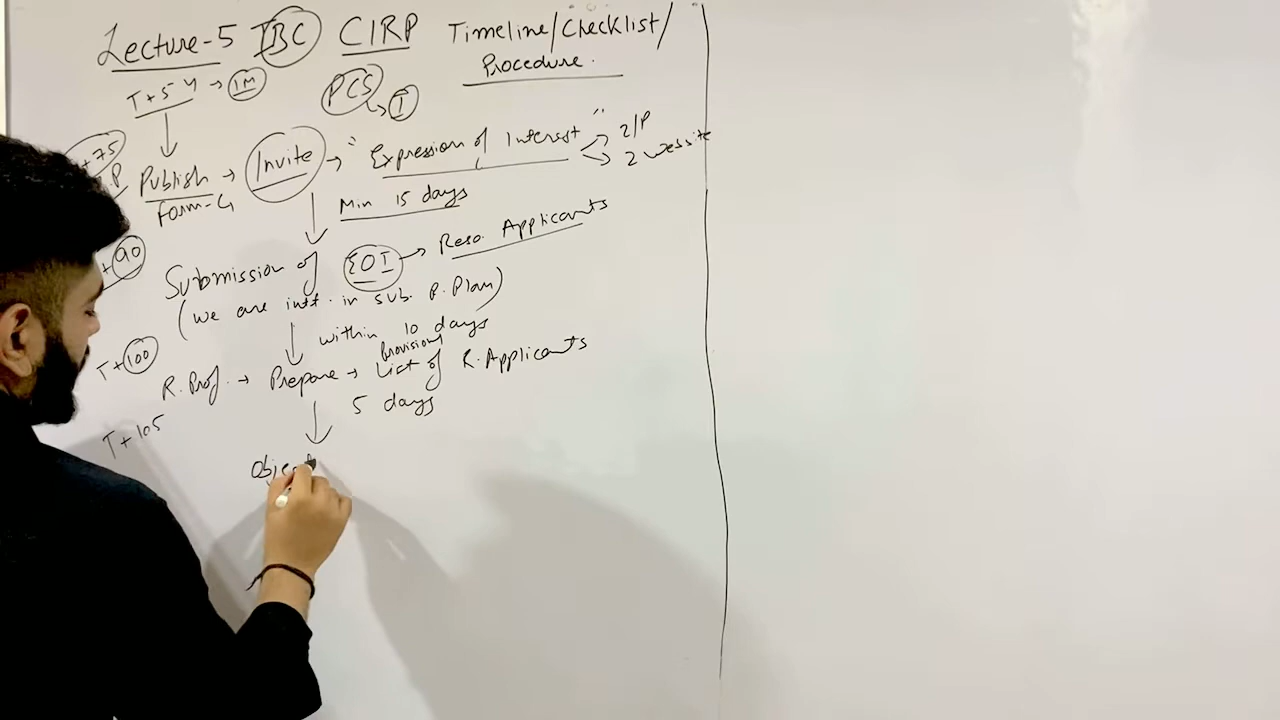 Lecture-5 IBC CIRP Timeline/Checklist/
Procedure.
T+54 → IM
PCS → I
+75
P Publish → Invite → "Expression of Interest" 2/P
Form-G
2 website
Min 15 days
+90
Submission of EOI → Reso. Applicants
(we are intt. in sub. R. Plan)
within 10 days
T+100
provisional
R. Prof. → Prepare → List of R. Applicants
5 days
T+105